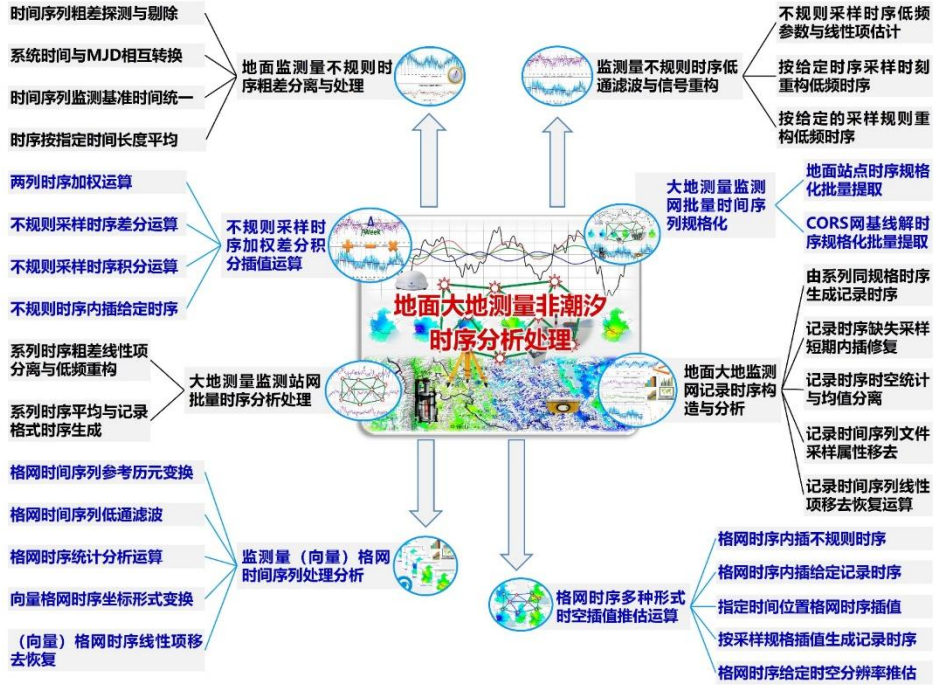 时间序列粗差探测与剔除
系统时间与MJD相互转换
时间序列监测基准时间统一
时序按指定时间长度平均
地面监测量不规则时
序粗差分离与处理
监测量不规则时序低
通滤波与信号重构
不规则采样时序低频
参数与线性项估计
按给定时序采样时刻
重构低频时序
按给定的采样规则重
构低频时序
两列时序加权运算
不规则采样时序差分运算
不规则采样时序积分运算
不规则时序内插给定时序
不规则采样时
序加权差分积
分插值运算
大地测量监测
网批量时间序
列规格化
地面站点时序规格
化批量提取
CORS网基线解时
序规格化批量提取
地面大地测量非潮汐
时序分析处理
系列时序粗差线性项
分离与低频重构
系列时序平均与记录
格式时序生成
大地测量监测站网
批量时序分析处理
地面大地监测
网记录时序构
造与分析
由系列同规格时序
生成记录时序
记录时序缺失采样
短期内插修复
记录时序时空统计
与均值分离
记录时间序列文件
采样属性移去
记录时间序列线性
项移去恢复运算
格网时间序列参考历元变换
格网时间序列低通滤波
格网时序统计分析运算
向量格网时序坐标形式变换
（向量）格网时序线性项移
去恢复
监测量（向量）格网
时间序列处理分析
格网时序多种形式
时空插值推估运算
格网时序内插不规则时序
格网时序内插给定记录时序
指定时间位置格网时序插值
按采样规格插值生成记录时序
格网时序给定时空分辨率推估